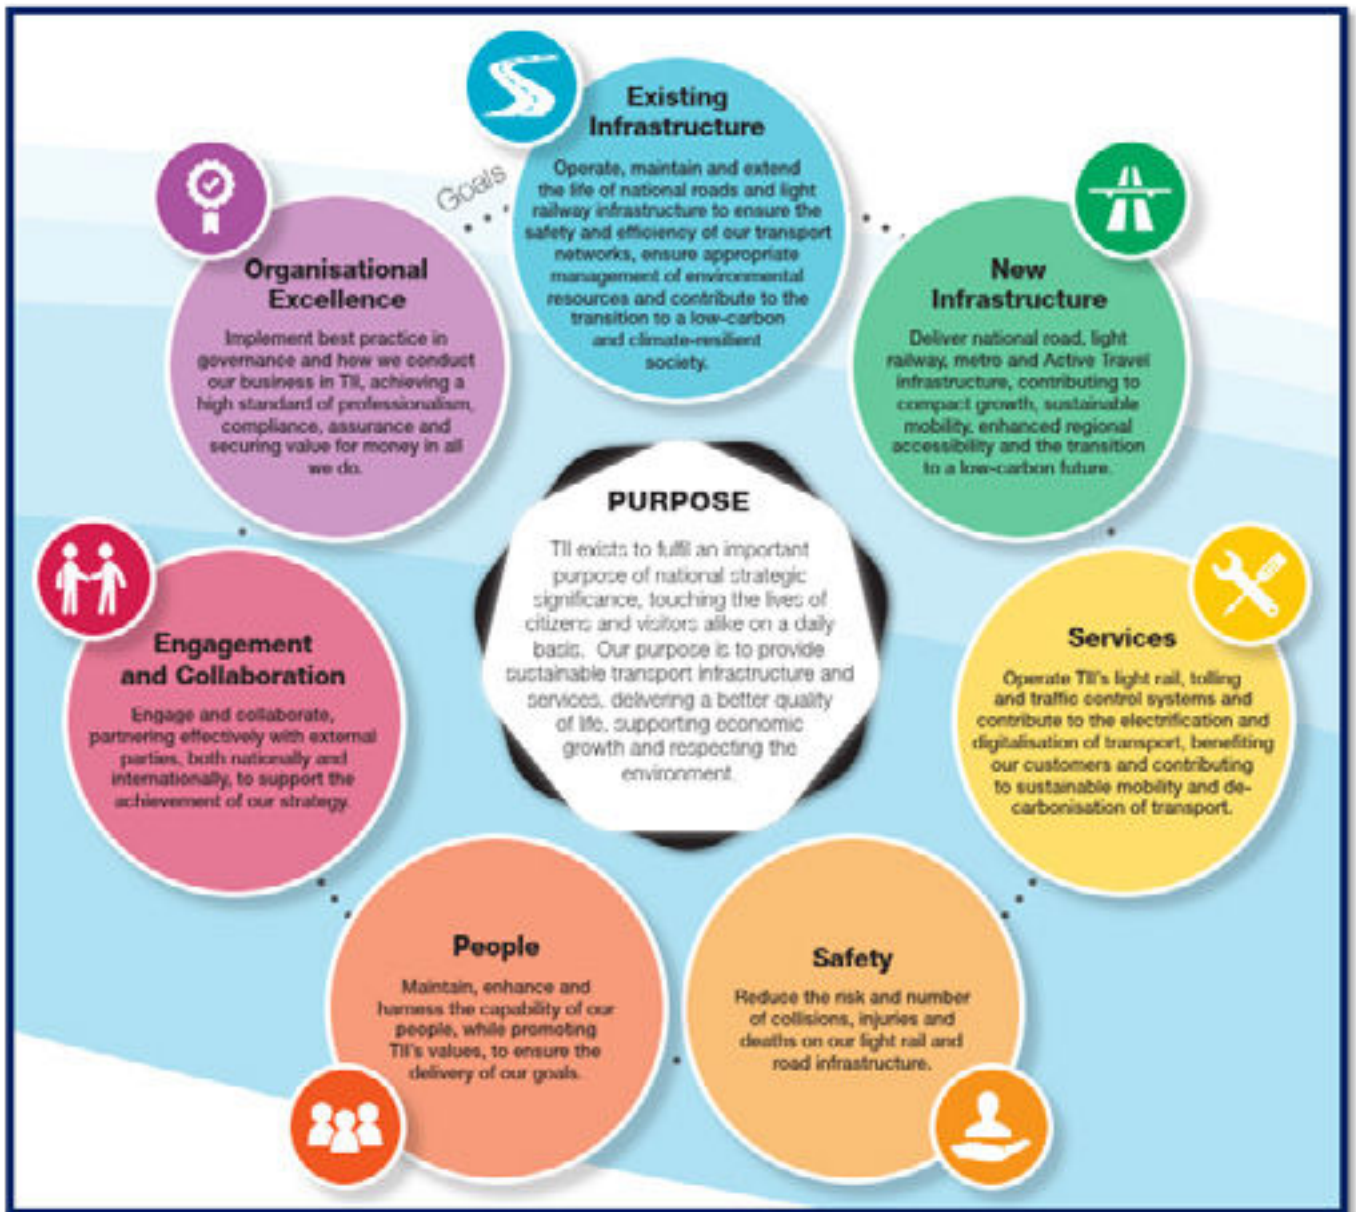 Goals
Existing
Infrastructure
Operate, maintain and extend
the life of national roads and light
railway infrastructure to ensure the
safety and efficiency of our transport
networks, ensure appropriate
management of environmental
resources and contribute to the
transition to a low-carbon
and climate-resilient
society.
New
Infrastructure
Deliver national road, light
railway, metro and Active Travel
infrastructure, contributing to
compact growth, sustainable
mobility, enhanced regional
accessibility and the transition
to a low-carbon future.
Services
Operate TII's light rail, tolling
and traffic control systems and
contribute to the electrification and
digitalisation of transport, benefiting
our customers and contributing
to sustainable mobility and de-
carbonisation of transport.
Safety
Reduce the risk and number
of collisions, injuries and
deaths on our light rail and
road infrastructure.
People
Maintain, enhance and
harness the capability of our
people, while promoting
TII's values, to ensure the
delivery of our goals.
Engagement
and Collaboration
Engage and collaborate,
partnering effectively with external
parties, both nationally and
internationally, to support the
achievement of our strategy.
Organisational
Excellence
Implement best practice in
governance and how we conduct
our business in TII, achieving a
high standard of professionalism,
compliance, assurance and
securing value for money in all
we do.
PURPOSE
TII exists to fulfil an important
purpose of national strategic
significance, touching the lives of
citizens and visitors alike on a daily
basis. Our purpose is to provide
sustainable transport infrastructure and
services, delivering a better quality
of life, supporting economic
growth and respecting the
environment.